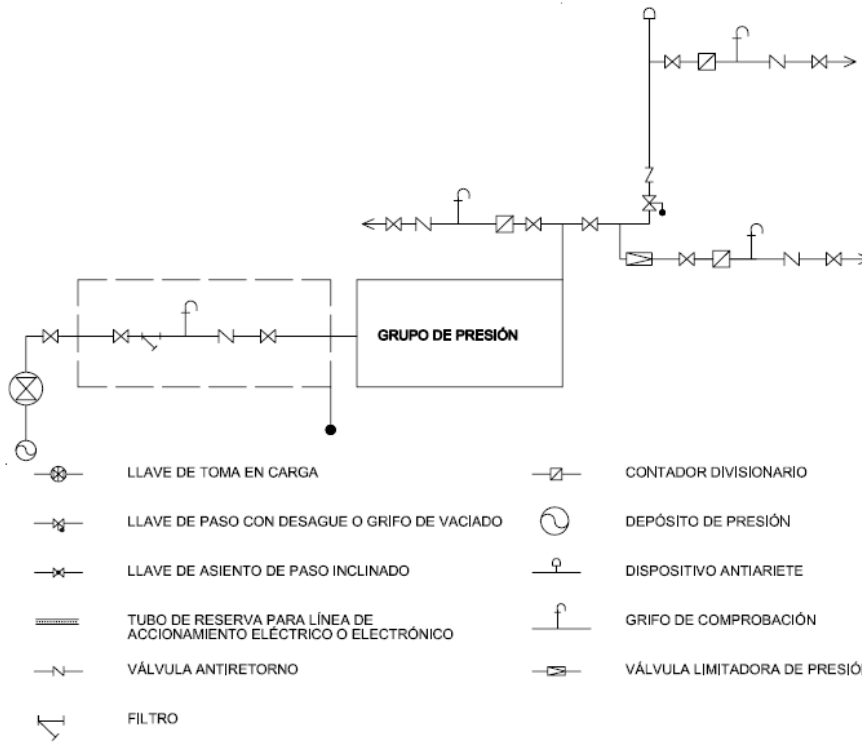 GRUPO DE PRESIÓN
LLAVE DE TOMA EN CARGA
CONTADOR DIVISIONARIO
LLAVE DE PASO CON DESAGUE O GRIFO DE VACIADO
DEPÓSITO DE PRESIÓN
LLAVE DE ASIENTO DE PASO INCLINADO
DISPOSITIVO ANTIARIETE
TUBO DE RESERVA PARA LÍNEA DE
ACCIONAMIENTO ELÉCTRICO O ELECTRÓNICO
GRIFO DE COMPROBACIÓN
VÁLVULA ANTIRETORNO
VÁLVULA LIMITADORA DE PRESIÓ
FILTRO